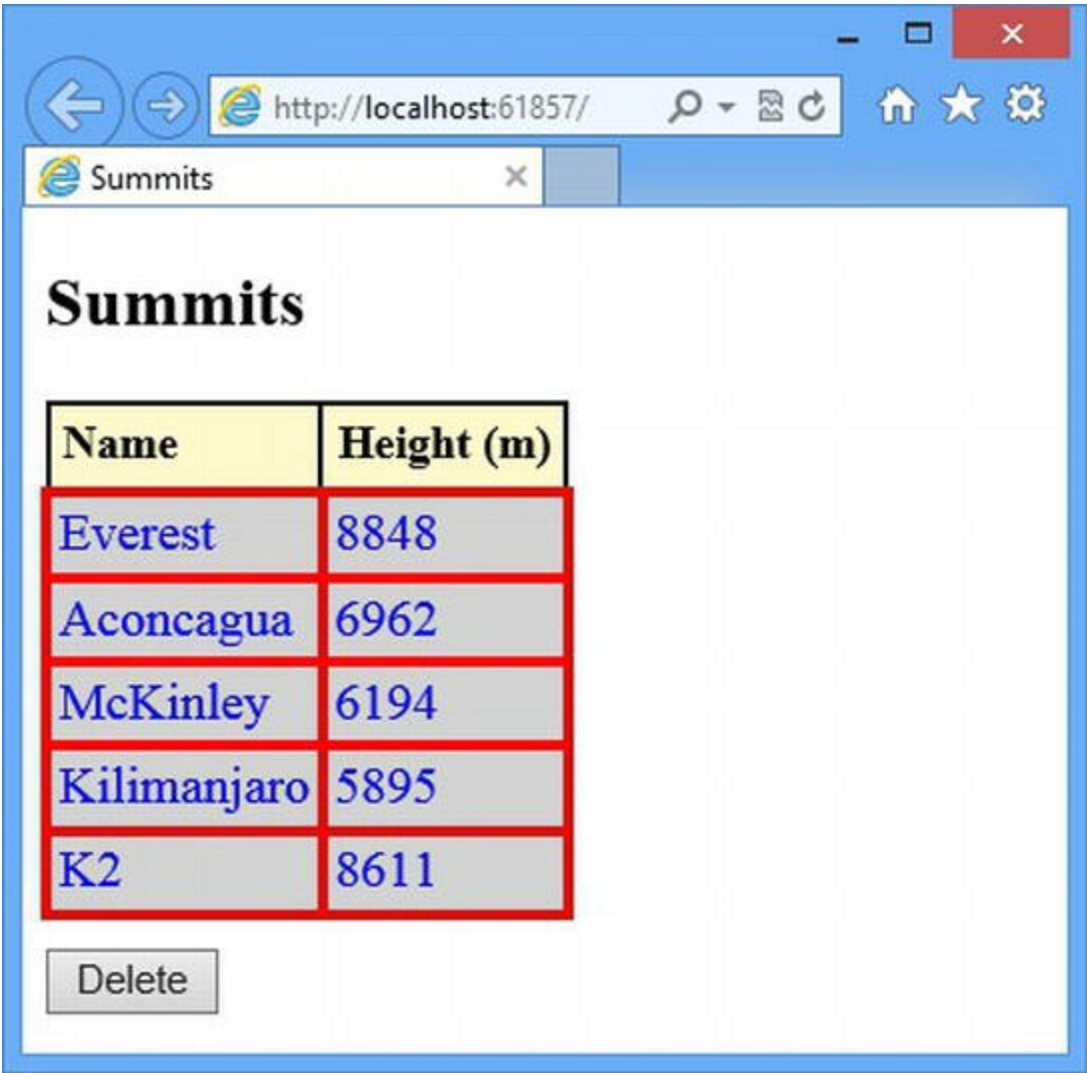 http://localhost:61857/
Summits
Summits
Name Height (m)
Everest 8848
Aconcagua 6962
McKinley 6194
Kilimanjaro 5895
K2 8611
Delete